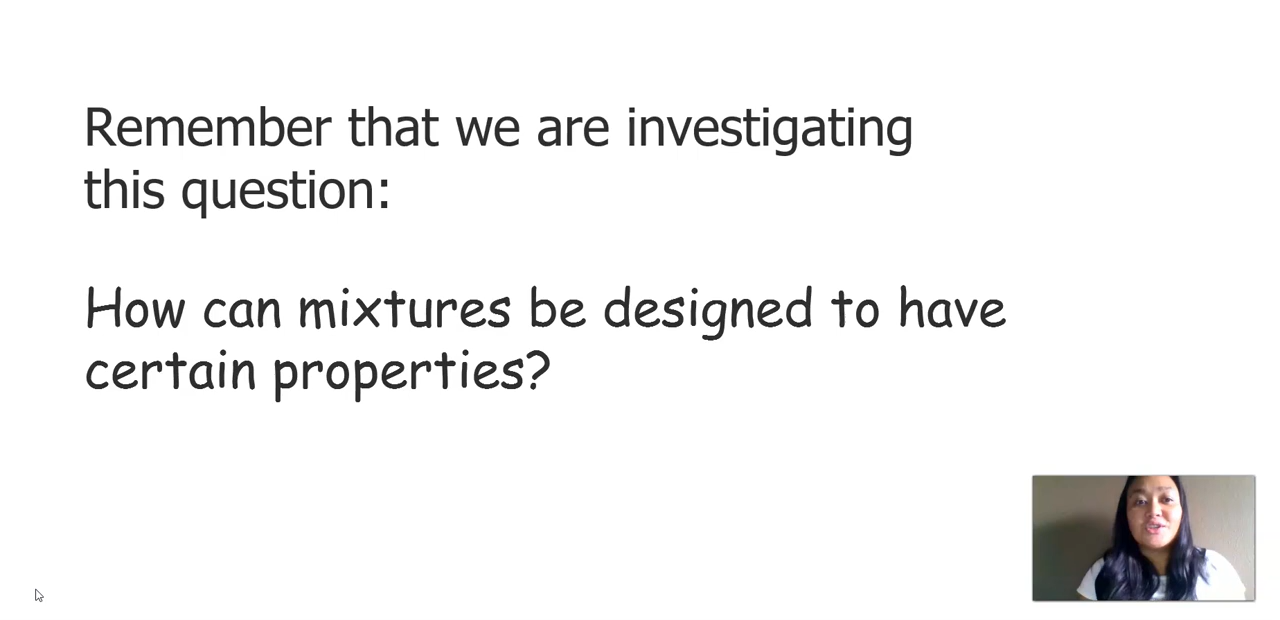 Remember that we are investigating
this question:
How can mixtures be designed to have
certain properties?